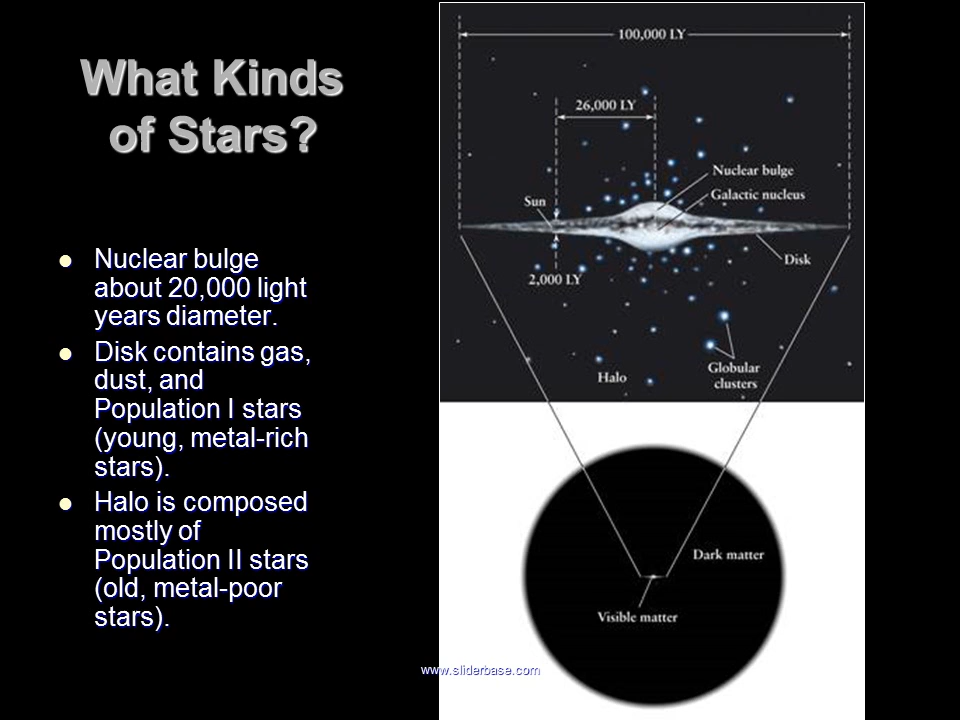 What Kinds
of Stars?
Nuclear bulge
about 20,000 light
years diameter.
Disk contains gas,
dust, and
Population I stars
(young, metal-rich
stars).
Halo is composed
mostly of
Population II stars
(old, metal-poor
stars).
100,000 LY
26,000 LY
Nuclear bulge
Galactic nucleus
Sun
Disk
2,000 LY
Globular
clusters
Halo
Dark matter
Visible matter
www.sliderbase.com